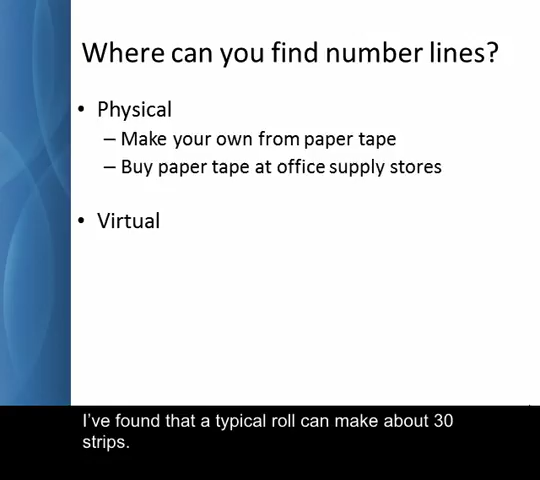 Where can you find number lines?
• Physical
– Make your own from paper tape
– Buy paper tape at office supply stores
• Virtual
I've found that a typical roll can make about 30
strips.